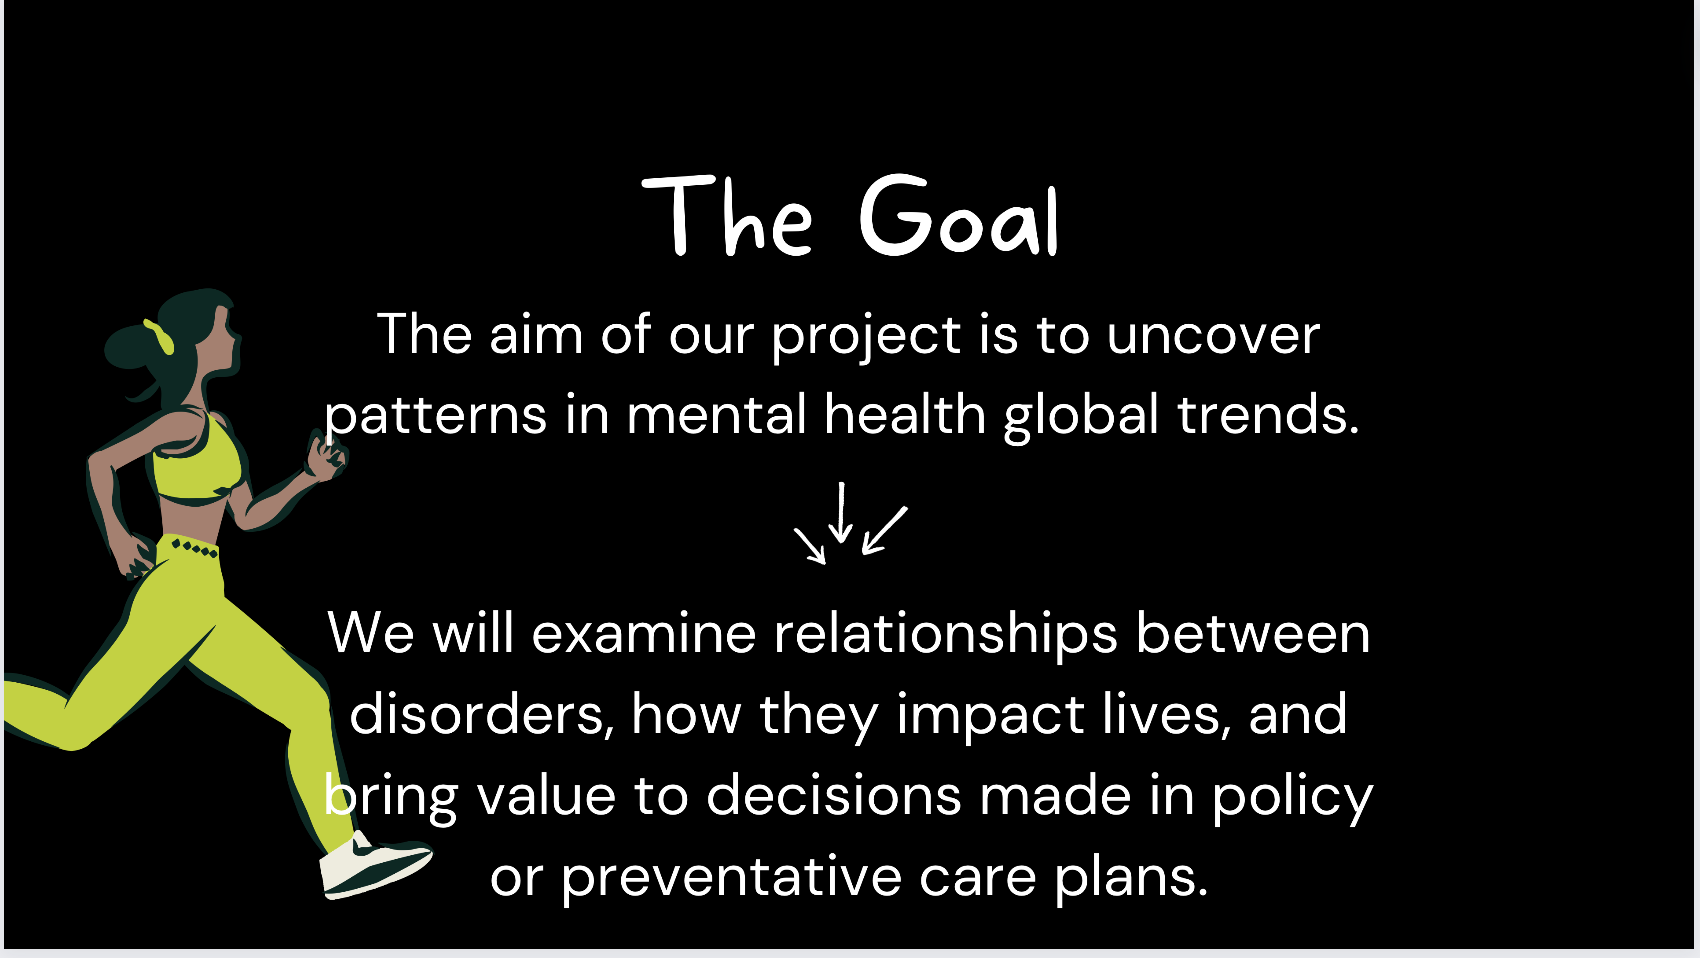 The Goal
The aim of our project is to uncover
patterns in mental health global trends.
We will examine relationships between
disorders, how they impact lives, and
bring value to decisions made in policy
or preventative care plans.